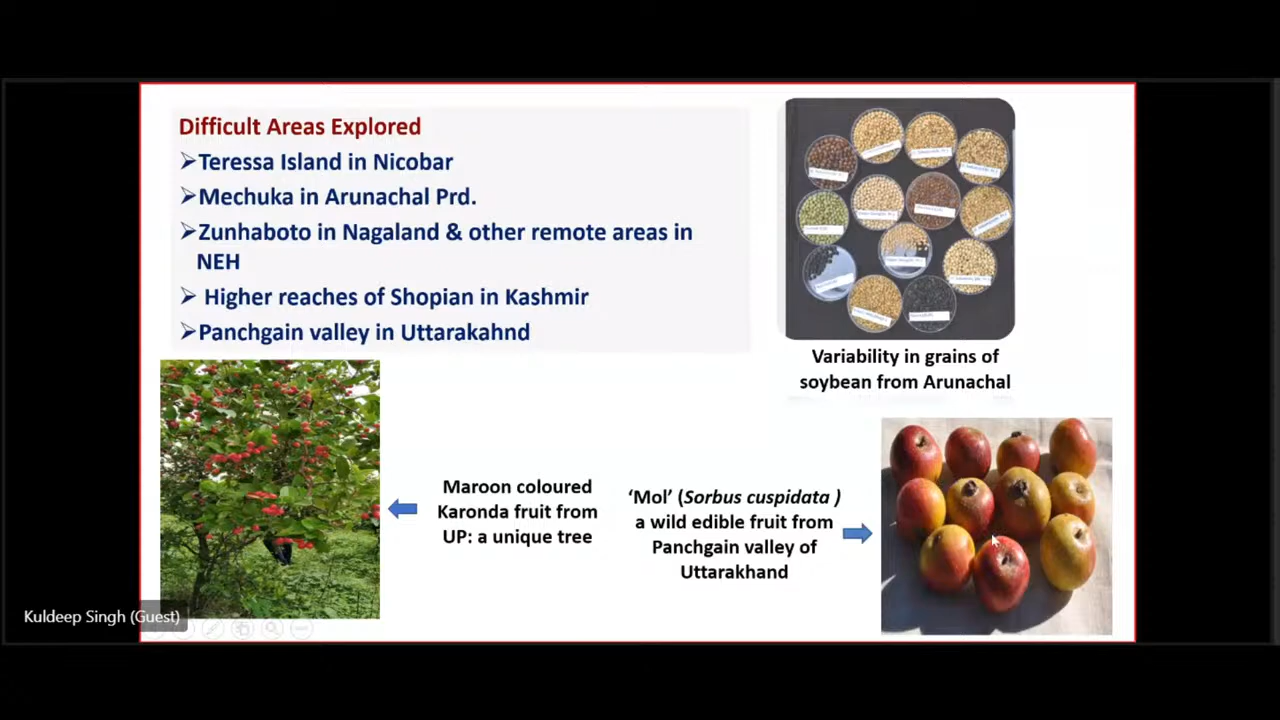 Difficult Areas Explored
➢Teressa Island in Nicobar
➢Mechuka in Arunachal Prd.
➢Zunhaboto in Nagaland & other remote areas in
NEH
➢ Higher reaches of Shopian in Kashmir
➢Panchgain valley in Uttarakahnd
Variability in grains of
soybean from Arunachal
Maroon coloured
Karonda fruit from
UP: a unique tree
‘Mol’ (Sorbus cuspidata )
a wild edible fruit from
Panchgain valley of
Uttarakhand
Kuldeep Singh (Guest)